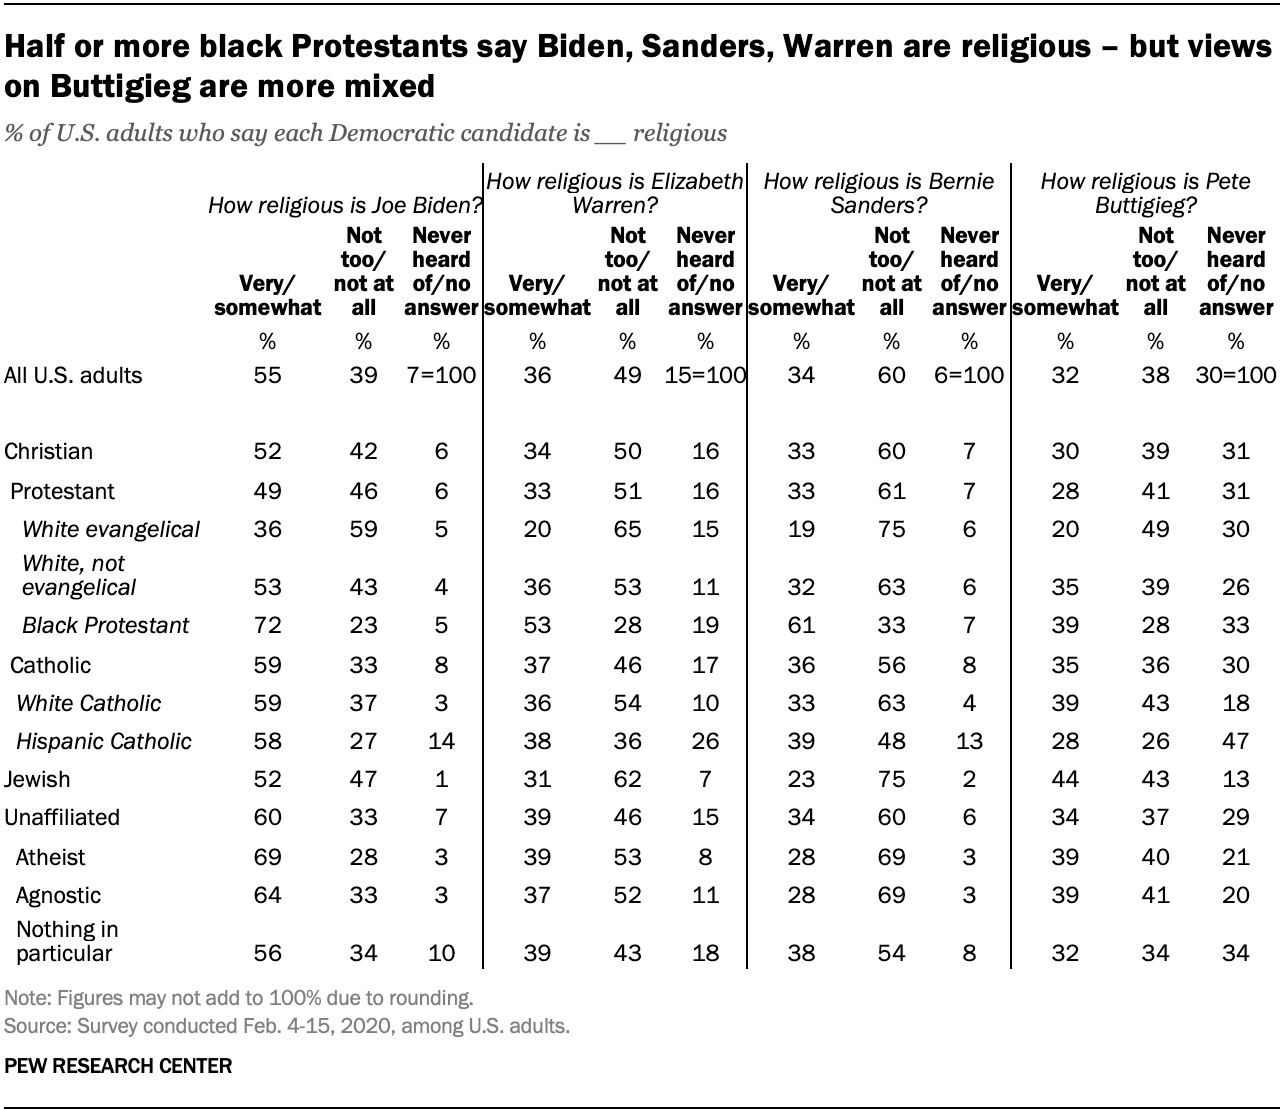 Half or more black Protestants say Biden, Sanders, Warren are religious – but views
on Buttigieg are more mixed
% of U.S. adults who say each Democratic candidate is __ religious
How religious is Joe Biden? How religious is Elizabeth Warren? How religious is Bernie Sanders? How religious is Pete Buttigieg?
Very/somewhat Not too/not at all Never heard of/no answer Very/somewhat Not too/not at all Never heard of/no answer Very/somewhat Not too/not at all Never heard of/no answer Very/somewhat Not too/not at all Never heard of/no answer
% % % % % % % % % % % %
All U.S. adults 55 39 7=100 36 49 15=100 34 60 6=100 32 38 30=100
Christian 52 42 6 34 50 16 33 60 7 30 39 31
Protestant 49 46 6 33 51 16 33 61 7 28 41 31
White evangelical 36 59 5 20 65 15 19 75 6 20 49 30
White, not
evangelical 53 43 4 36 53 11 32 63 6 35 39 26
Black Protestant 72 23 5 53 28 19 61 33 7 39 28 33
Catholic 59 33 8 37 46 17 36 56 8 35 36 30
White Catholic 59 37 3 36 54 10 33 63 4 39 43 18
Hispanic Catholic 58 27 14 38 36 26 39 48 13 28 26 47
Jewish 52 47 1 31 62 7 23 75 2 44 43 13
Unaffiliated 60 33 7 39 46 15 34 60 6 34 37 29
Atheist 69 28 3 39 53 8 28 69 3 39 40 21
Agnostic 64 33 3 37 52 11 28 69 3 39 41 20
Nothing in
particular 56 34 10 39 43 18 38 54 8 32 34 34
Note: Figures may not add to 100% due to rounding.
Source: Survey conducted Feb. 4-15, 2020, among U.S. adults.
PEW RESEARCH CENTER